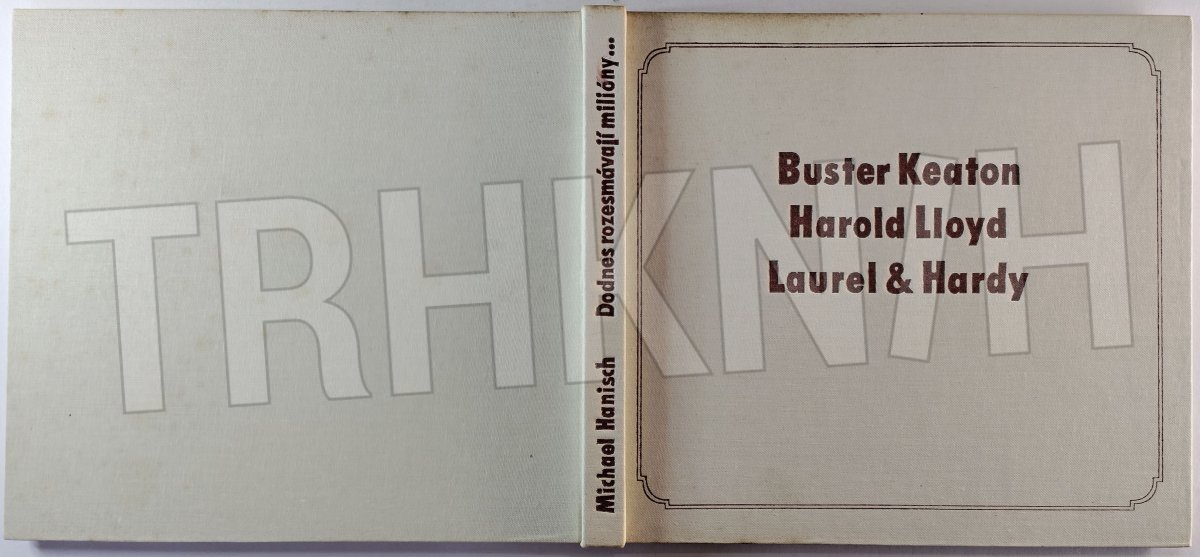 Michael Hanisch Dodnes rozesmávají milióny...
Buster Keaton
Harold Lloyd
Laurel & Hardy
TRHKNIH